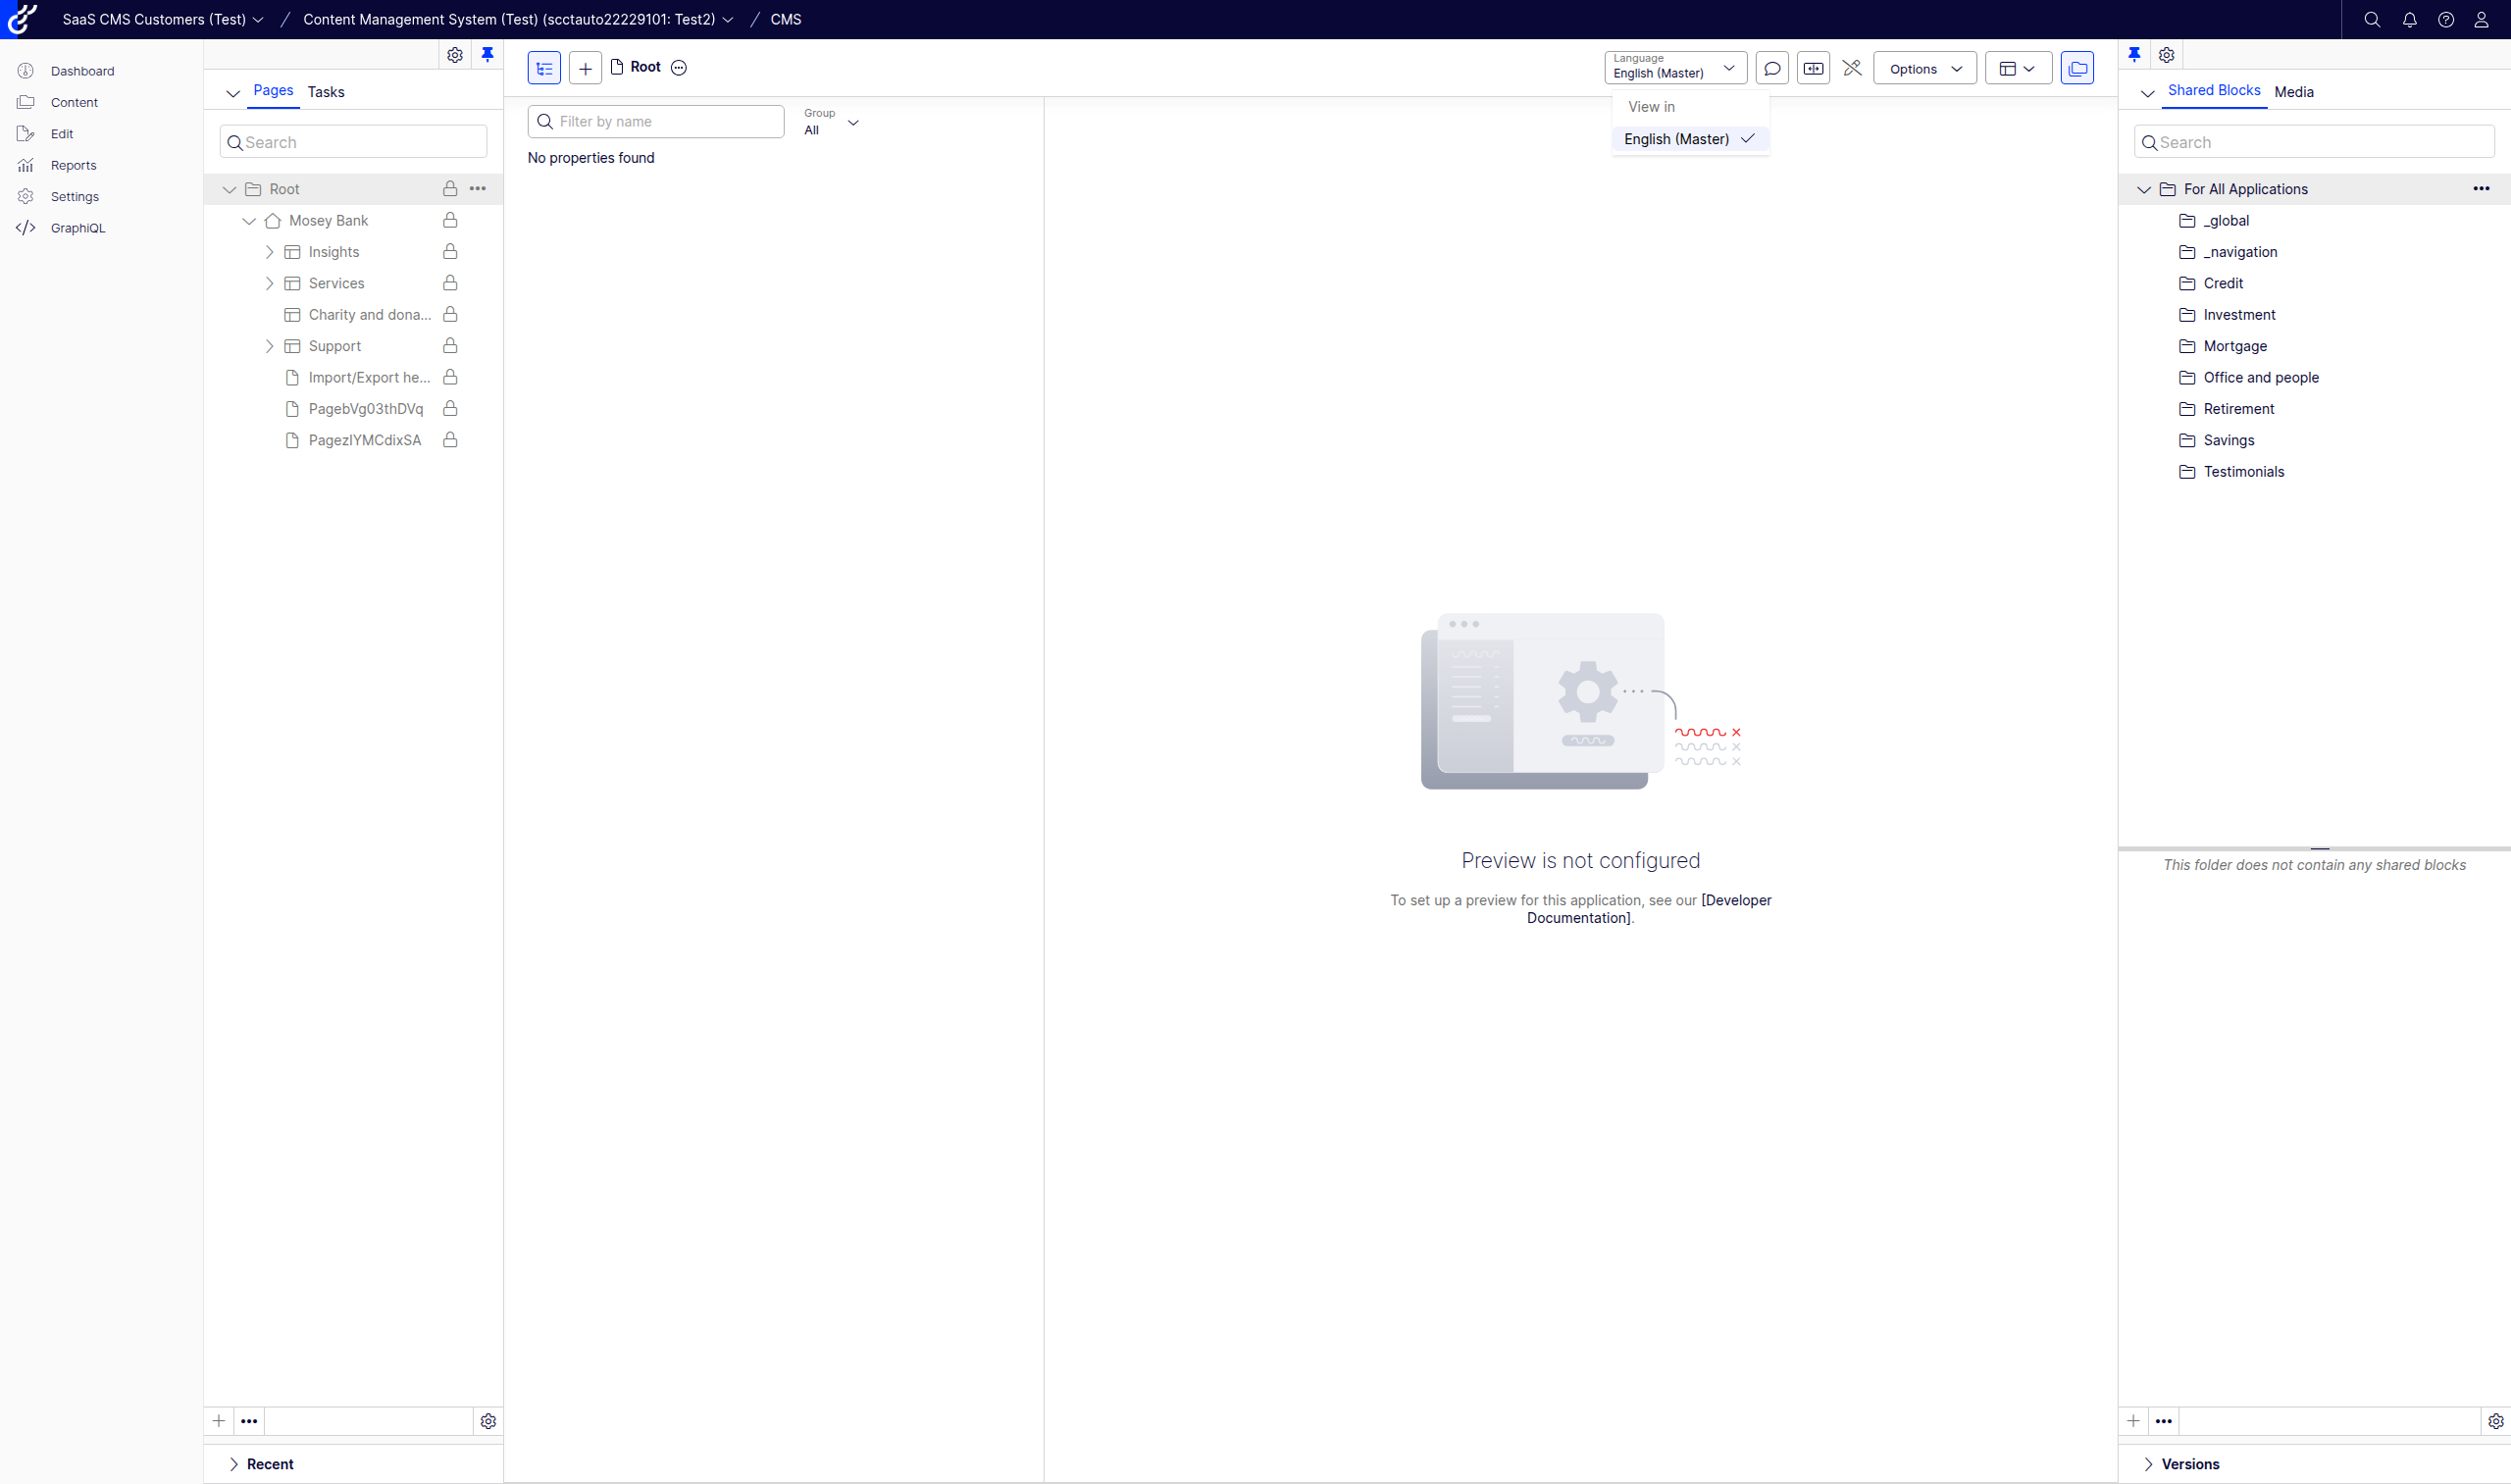 SaaS CMS Customers (Test) / Content Management System (Test) (scctauto22229101: Test2) / CMS
Dashboard
Content
Edit
Reports
Settings
GraphiQL
Pages Tasks
Search
Root
Mosey Bank
Insights
Services
Charity and dona...
Support
Import/Export he...
PagebVg03thDVq
PagezIYMCdixSA
Recent
Root
Filter by name
Group
All
No properties found
Language
English (Master)
Options
View in
English (Master)
Preview is not configured
To set up a preview for this application, see our [Developer
Documentation].
Shared Blocks Media
Search
For All Applications
_global
_navigation
Credit
Investment
Mortgage
Office and people
Retirement
Savings
Testimonials
This folder does not contain any shared blocks
Versions